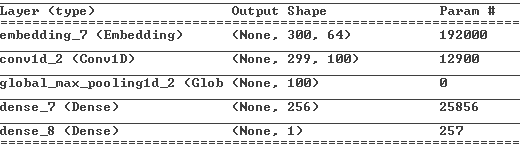 Layer (type) Output Shape Param #
embedding_7 (Embedding) (None, 300, 64) 192000
conv1d_2 (Conv1D) (None, 299, 100) 12900
global_max_pooling1d_2 (Glob (None, 100) 0
dense_7 (Dense) (None, 256) 25856
dense_8 (Dense) (None, 1) 257